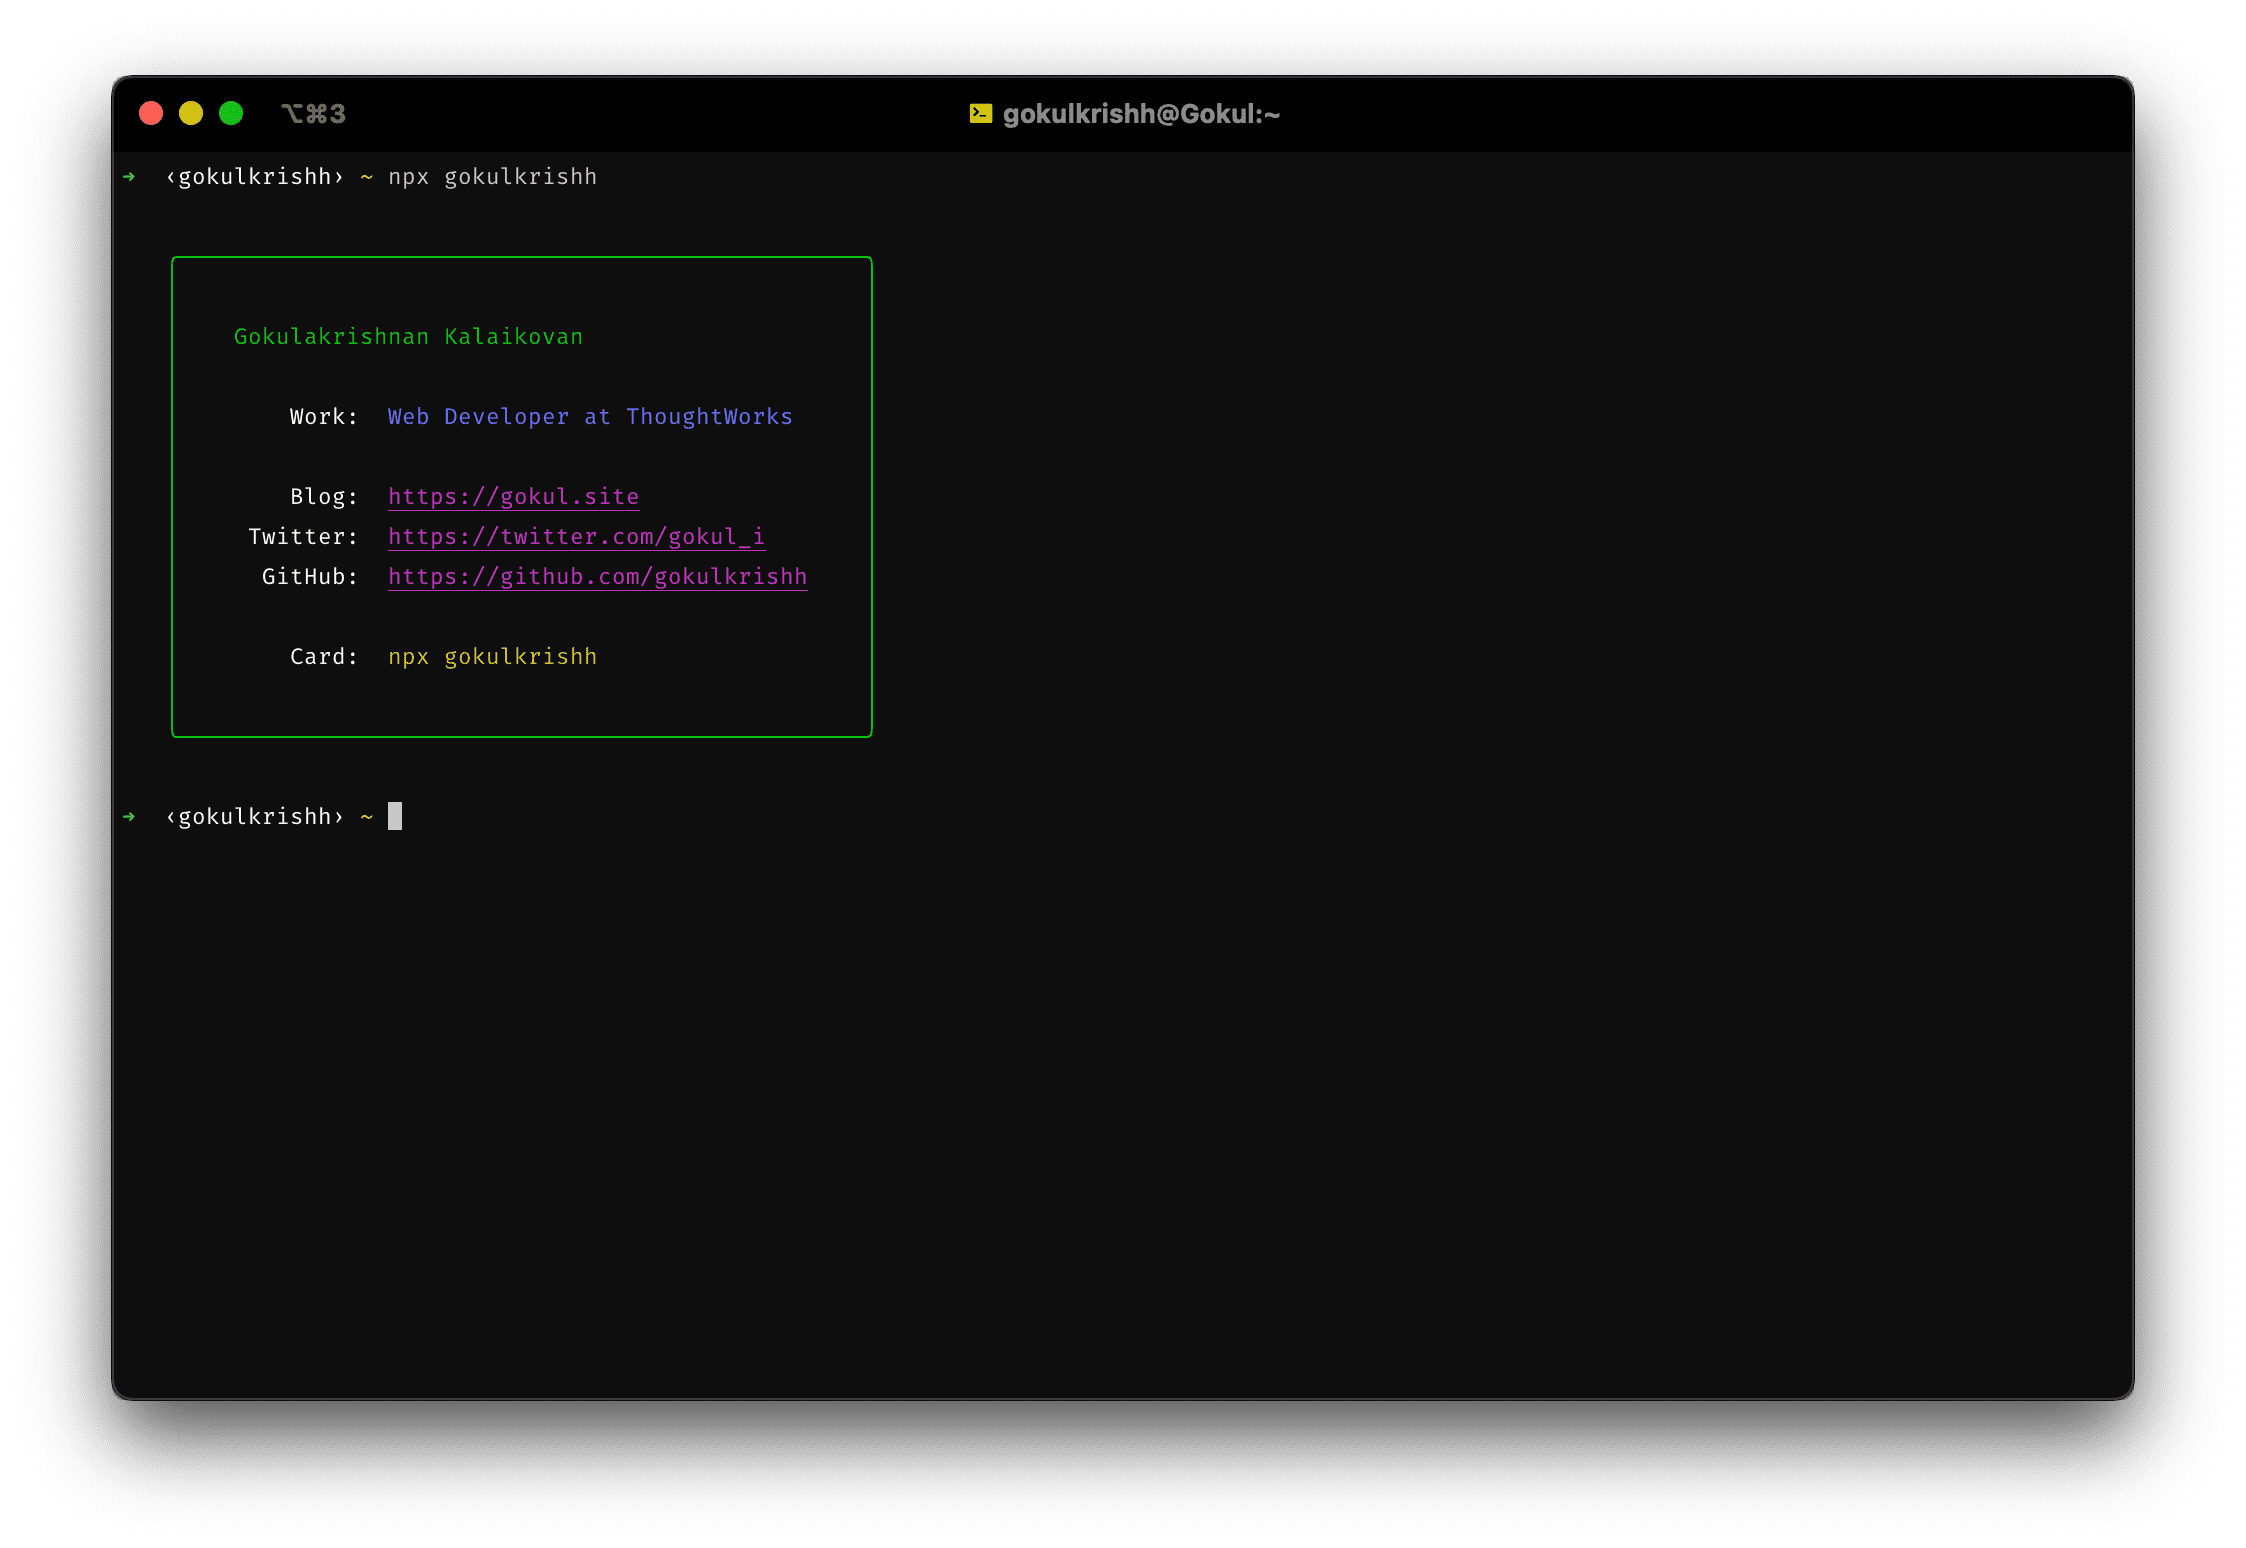 ⌥⌘3 gokulkrishh@Gokul:~
➜ ‹gokulkrishh› ~ npx gokulkrishh
Gokulakrishnan Kalaikovan
Work: Web Developer at ThoughtWorks
Blog: https://gokul.site
Twitter: https://twitter.com/gokul_i
GitHub: https://github.com/gokulkrishh
Card: npx gokulkrishh
➜ ‹gokulkrishh› ~